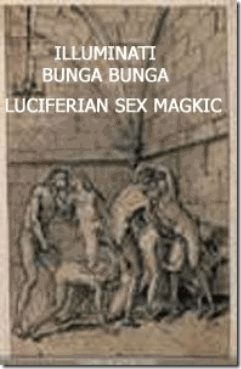 ILLUMINATI
BUNGA BUNGA
LUCIFERIAN SEX MAGKIC